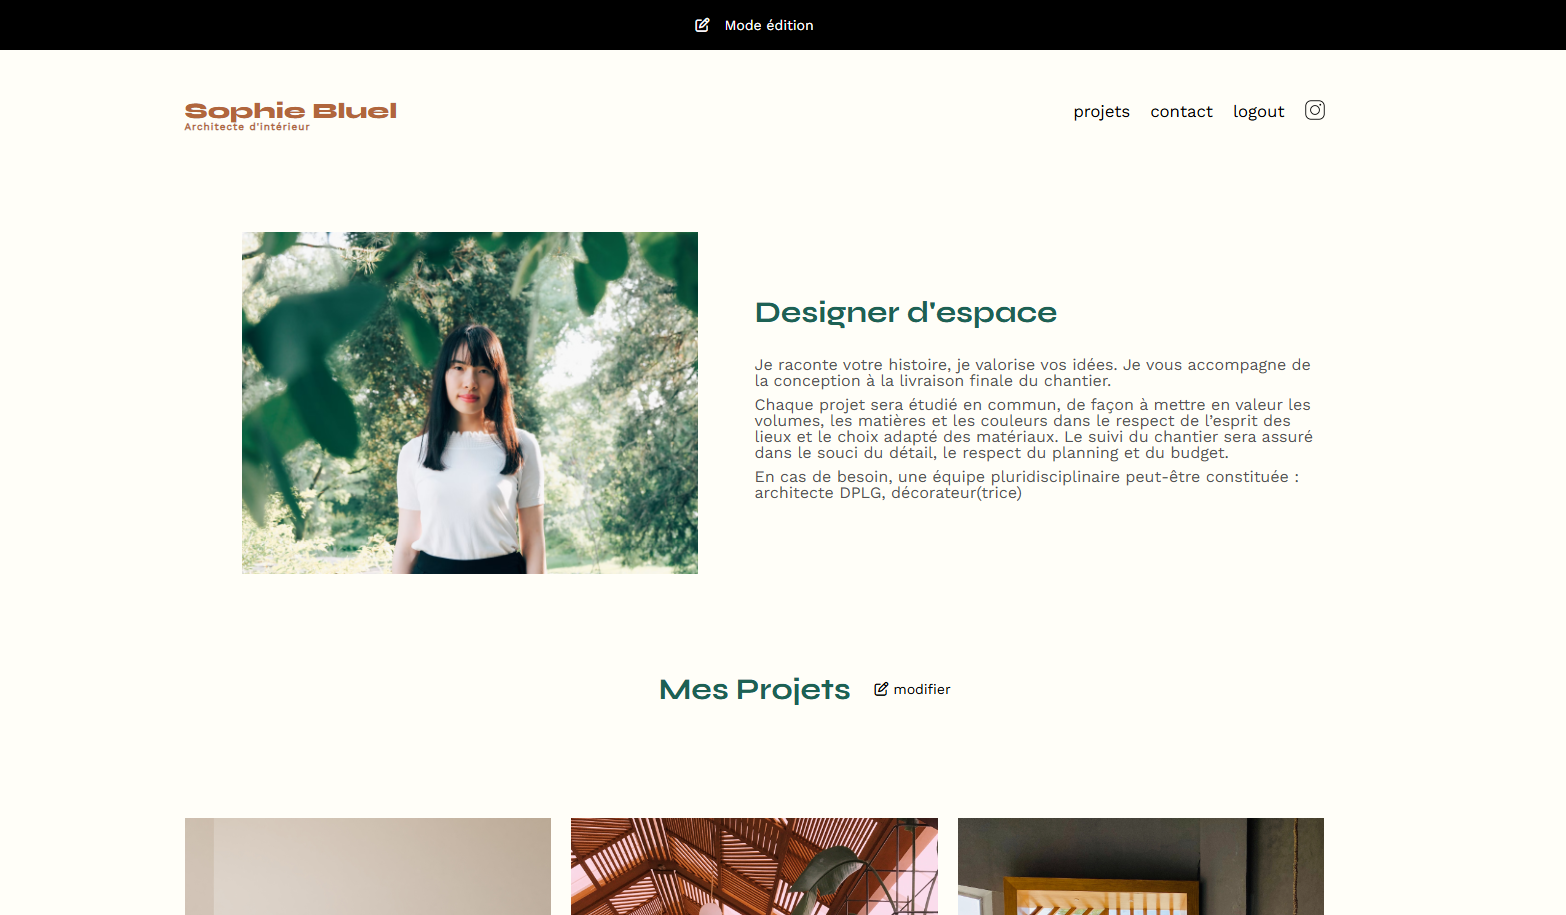 Mode édition
Sophie Bluel
Architecte d'intérieur
projets contact logout
Designer d'espace
Je raconte votre histoire, je valorise vos idées. Je vous accompagne de
la conception à la livraison finale du chantier.
Chaque projet sera étudié en commun, de façon à mettre en valeur les
volumes, les matières et les couleurs dans le respect de l’esprit des
lieux et le choix adapté des matériaux. Le suivi du chantier sera assuré
dans le souci du détail, le respect du planning et du budget.
En cas de besoin, une équipe pluridisciplinaire peut-être constituée :
architecte DPLG, décorateur(trice)
Mes Projets modifier